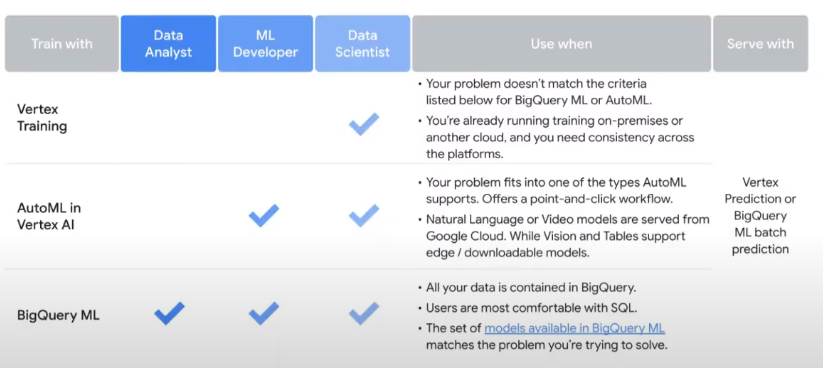 Train with
Data
Analyst
ML
Developer
Data
Scientist
Use when
Serve with
Vertex
Training
• Your problem doesn't match the criteria
listed below for BigQuery ML or AutoML.
• You're already running training on-premises or
another cloud, and you need consistency across
the platforms.
AutoML in
Vertex AI
• Your problem fits into one of the types AutoML
supports. Offers a point-and-click workflow.
• Natural Language or Video models are served from
Google Cloud. While Vision and Tables support
edge / downloadable models.
Vertex
Prediction or
BigQuery
ML batch
prediction
BigQuery ML
• All your data is contained in BigQuery.
• Users are most comfortable with SQL.
• The set of models available in BigQuery ML
matches the problem you're trying to solve.